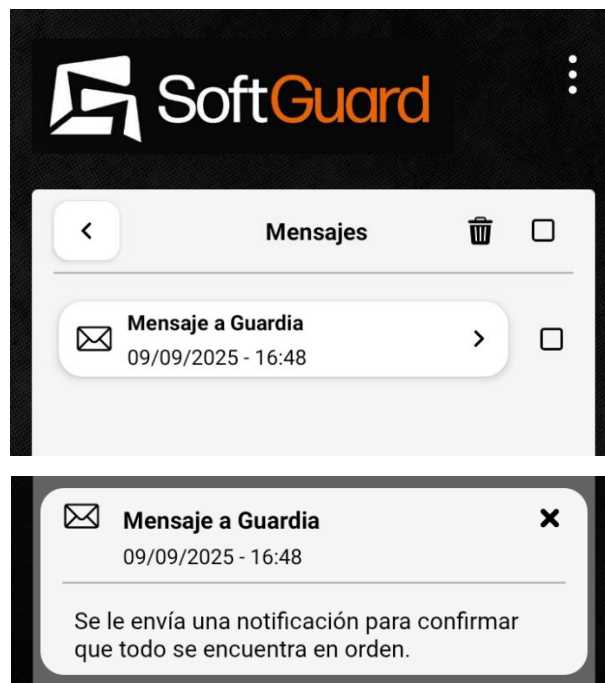 SoftGuard
Mensajes
Mensaje a Guardia
09/09/2025 - 16:48
Mensaje a Guardia
09/09/2025 - 16:48
Se le envía una notificación para confirmar
que todo se encuentra en orden.